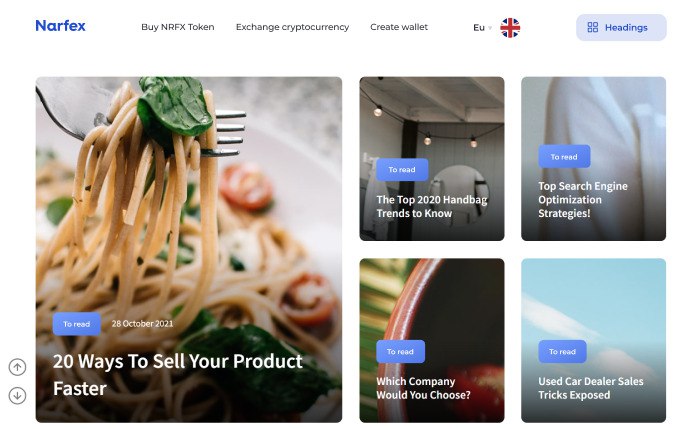 Narfex
Buy NRFX Token
Exchange cryptocurrency
Create wallet
Eu
Headings
To read
28 October 2021
20 Ways To Sell Your Product
Faster
To read
The Top 2020 Handbag
Trends to Know
To read
Top Search Engine
Optimization
Strategies!
To read
Which Company
Would You Choose?
To read
Used Car Dealer Sales
Tricks Exposed